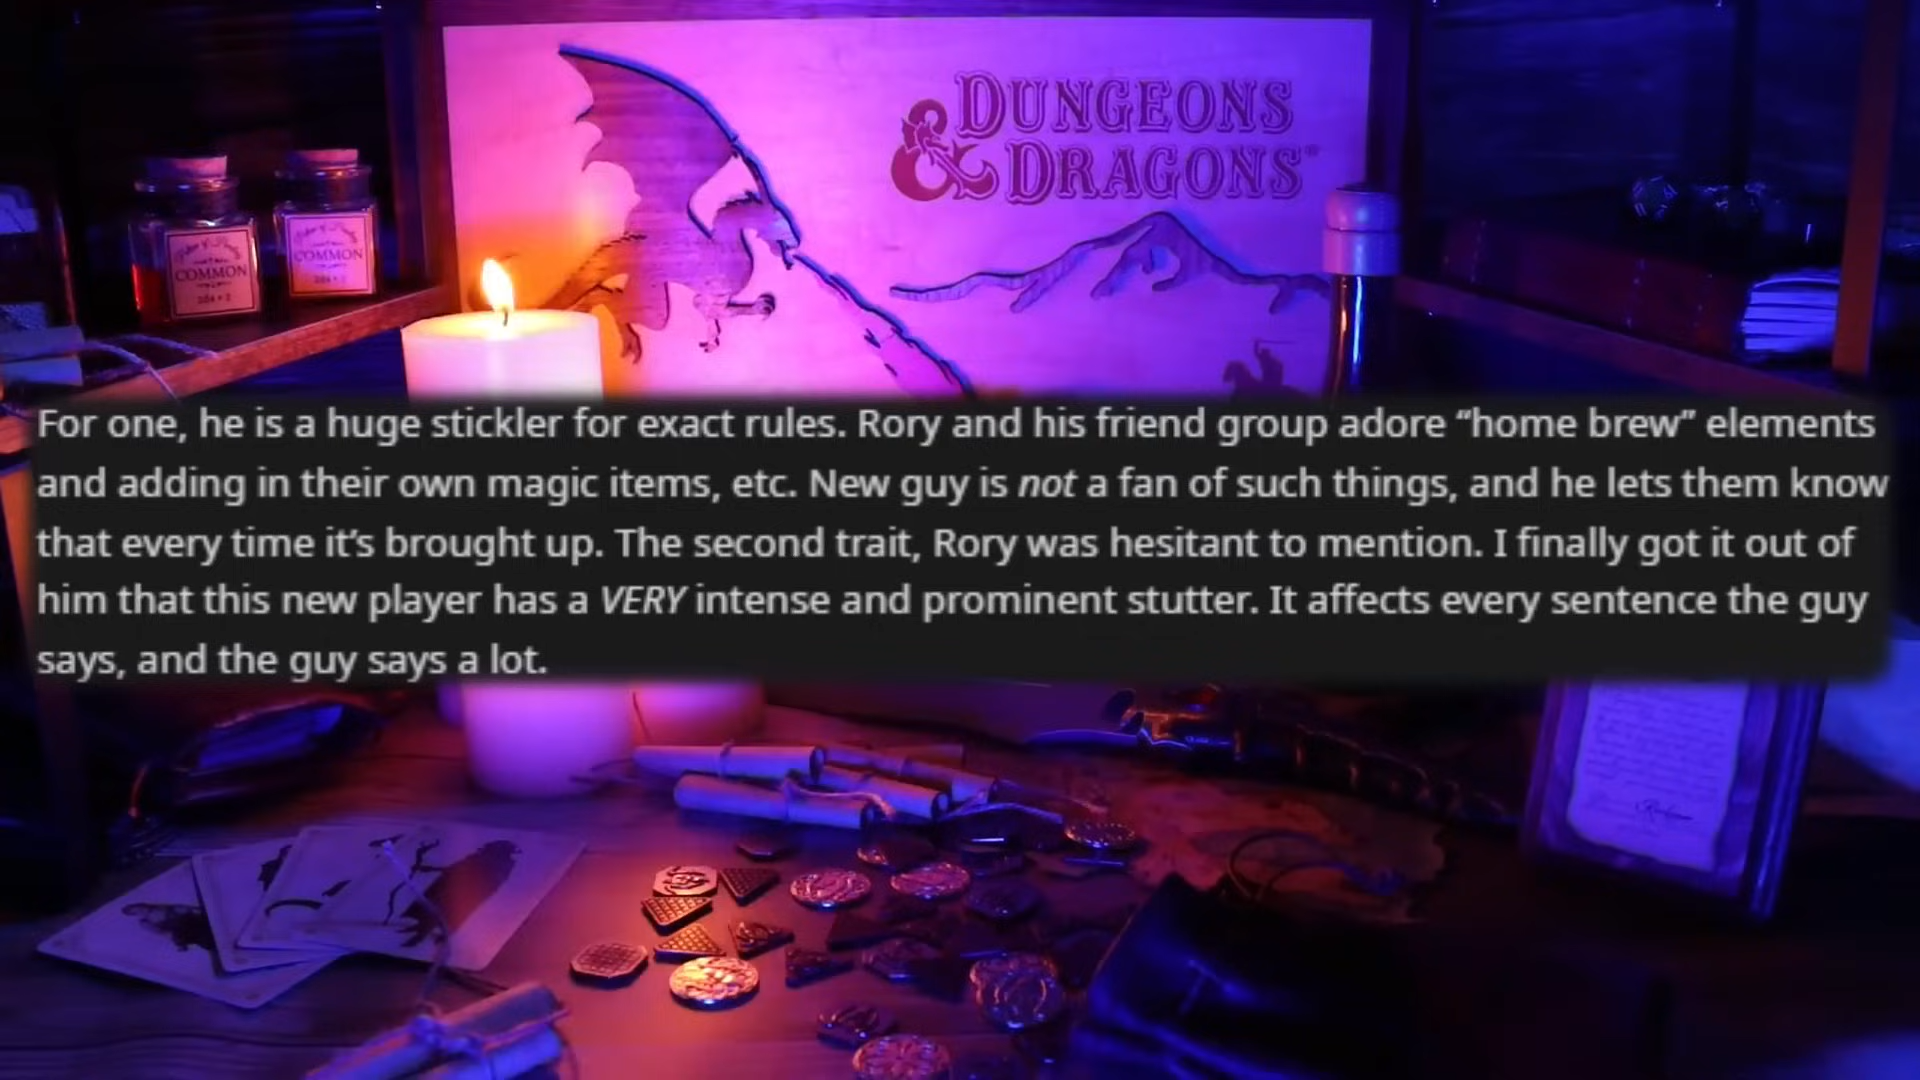 DUNGEONS
& DRAGONS
COMMON
2d4 + 2
COMMON
For one, he is a huge stickler for exact rules. Rory and his friend group adore “home brew” elements
and adding in their own magic items, etc. New guy is not a fan of such things, and he lets them know
that every time it’s brought up. The second trait, Rory was hesitant to mention. I finally got it out of
him that this new player has a VERY intense and prominent stutter. It affects every sentence the guy
says, and the guy says a lot.